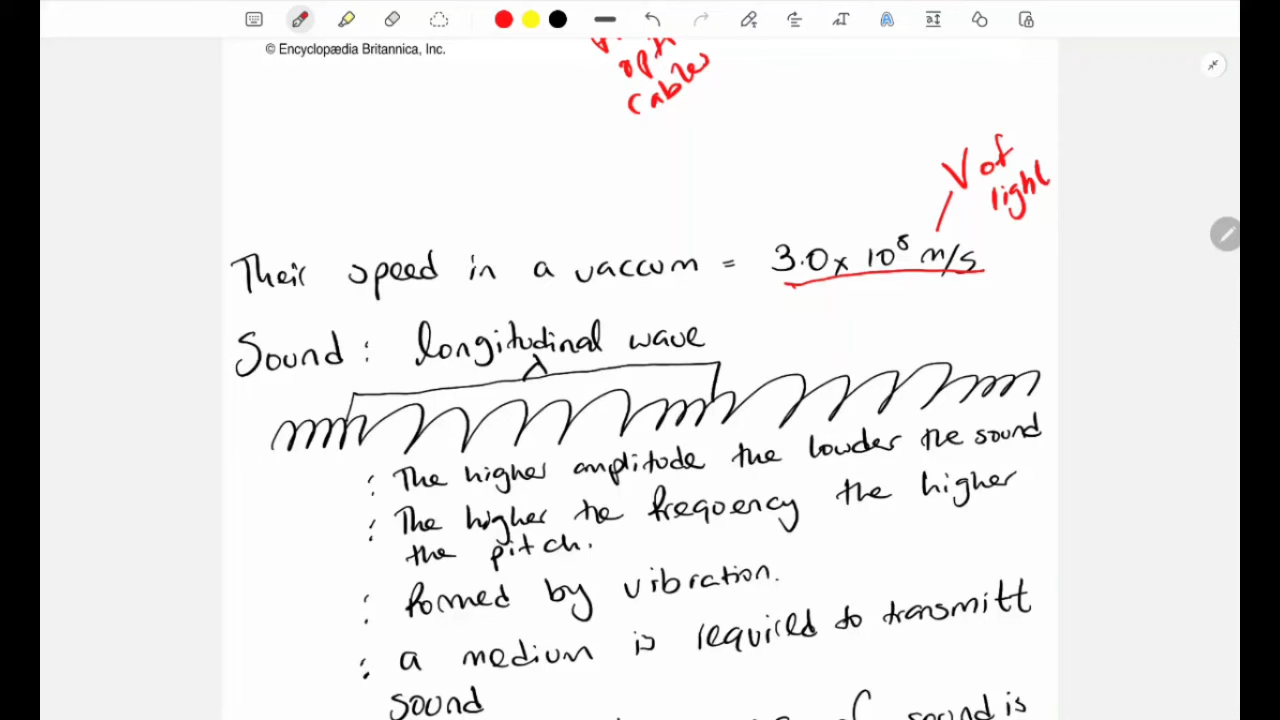 © Encyclopædia Britannica, Inc.
cables
V of
light
Their speed in a vaccum = 3.0 x 10⁸ m/s
Sound : longitudinal wave
λ
: The higher amplitude the lowder the sound
: The higher the frequency the higher
the pitch.
: formed by vibration.
: a medium is required to transmitt
sound
of sound is